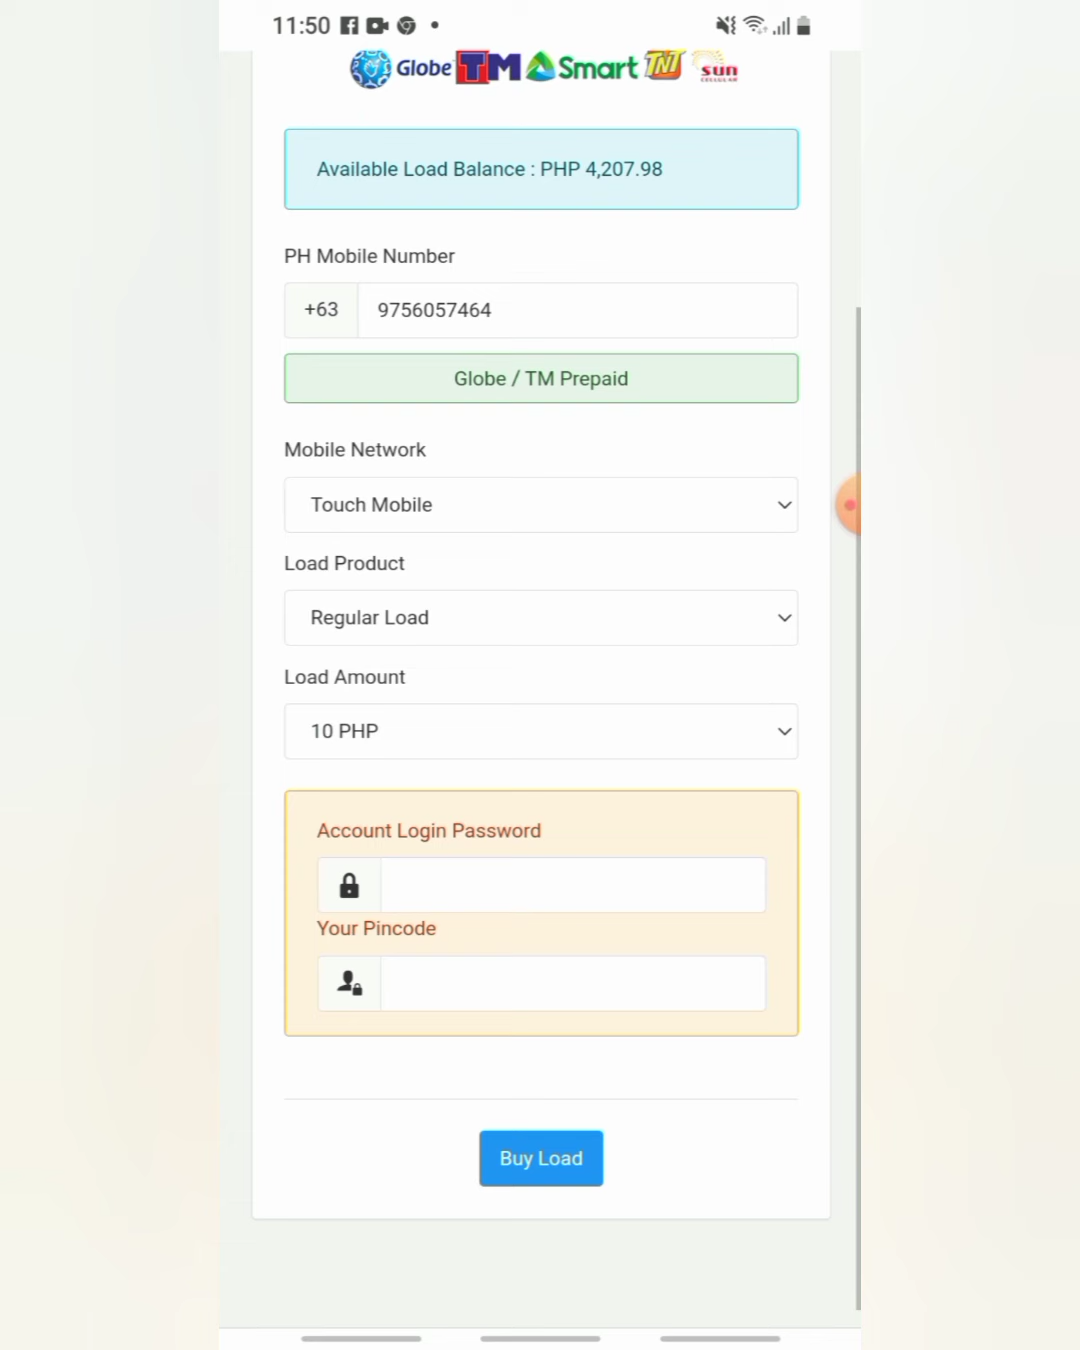 11:50
Globe TM Smart TNT sun
CELLULAR
Available Load Balance : PHP 4,207.98
PH Mobile Number
+63 9756057464
Globe / TM Prepaid
Mobile Network
Touch Mobile
Load Product
Regular Load
Load Amount
10 PHP
Account Login Password
Your Pincode
Buy Load